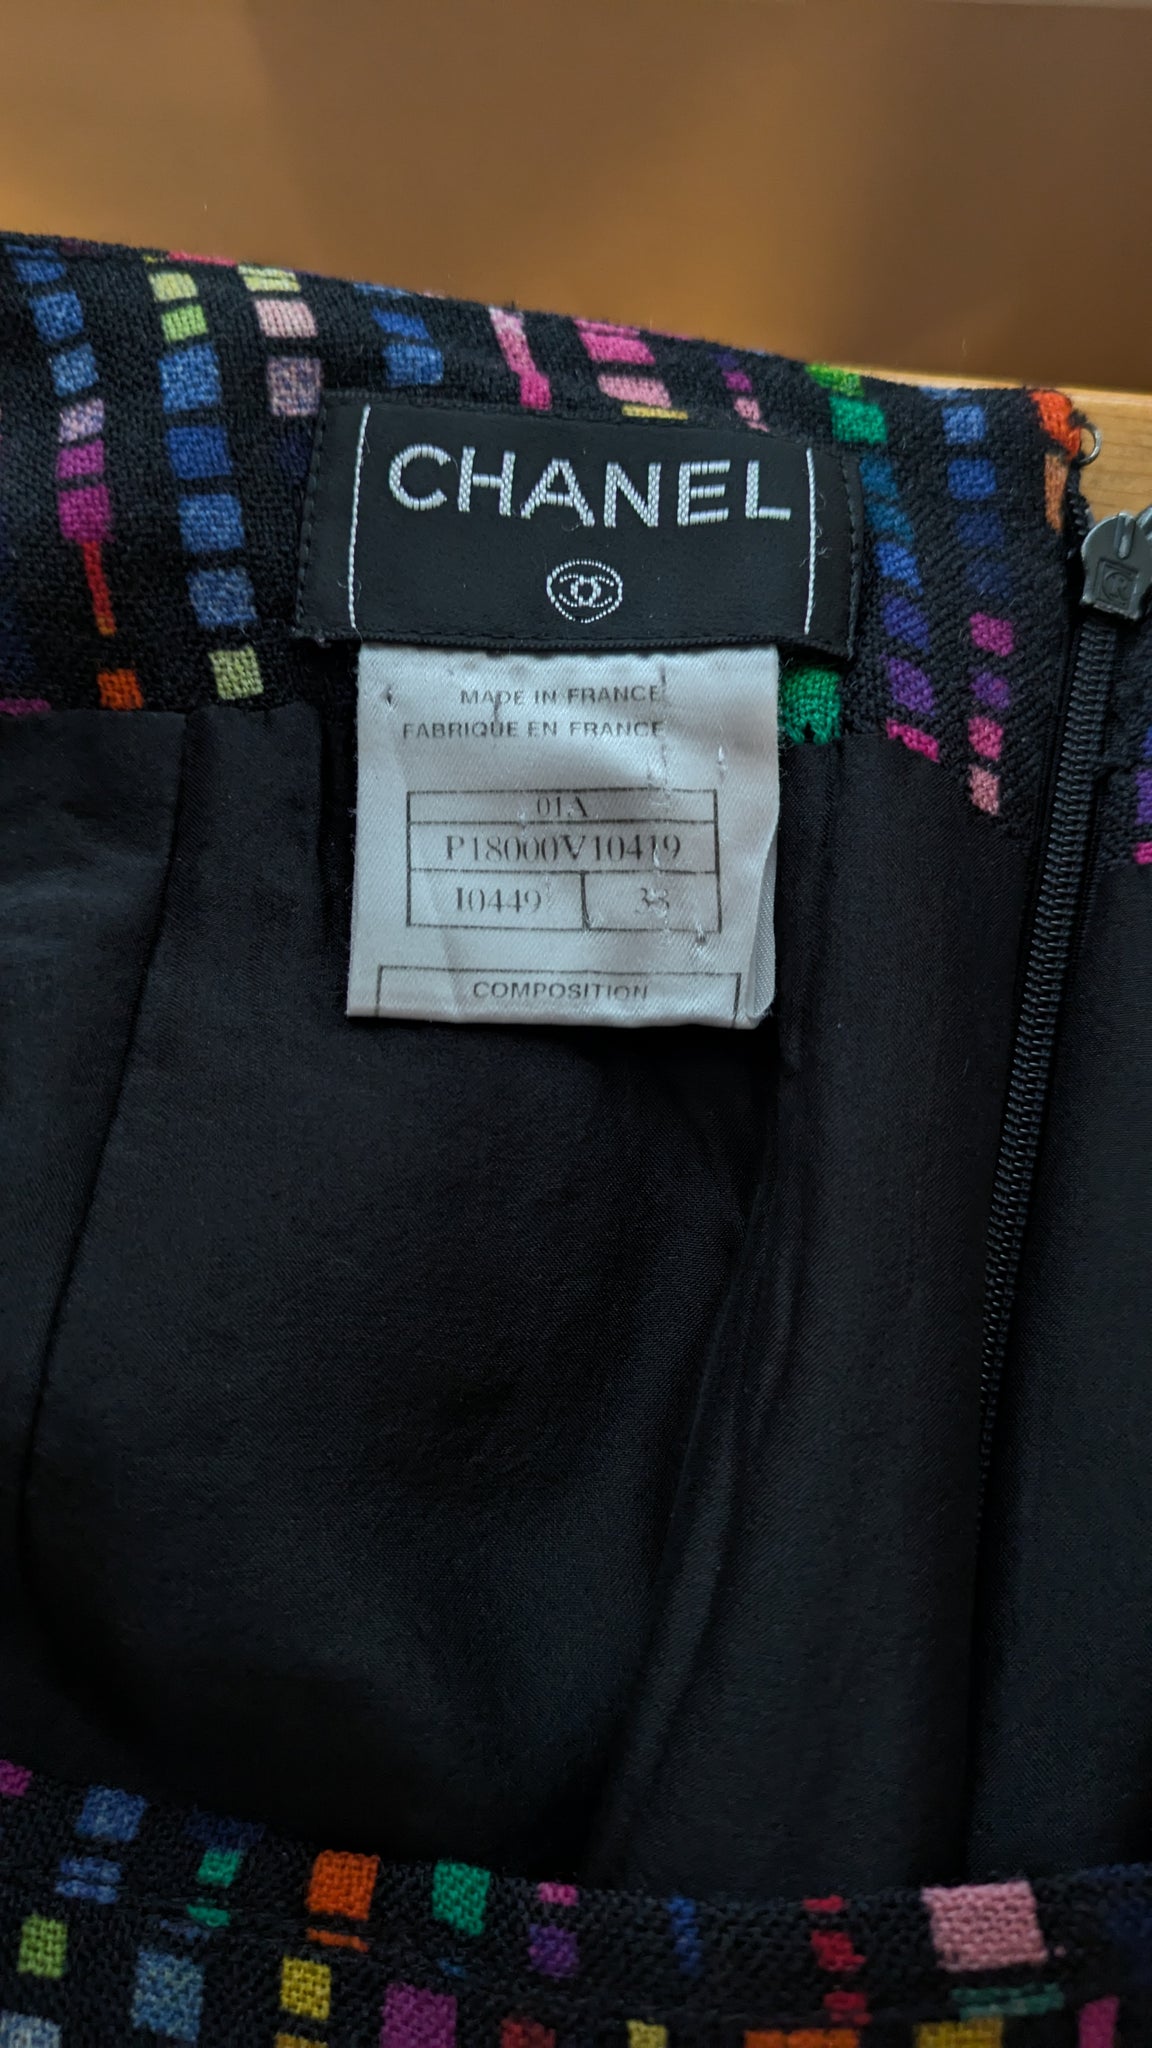 CHANEL
MADE IN FRANCE
FABRIQUE EN FRANCE
01A
P18000V10419
10449
COMPOSITION